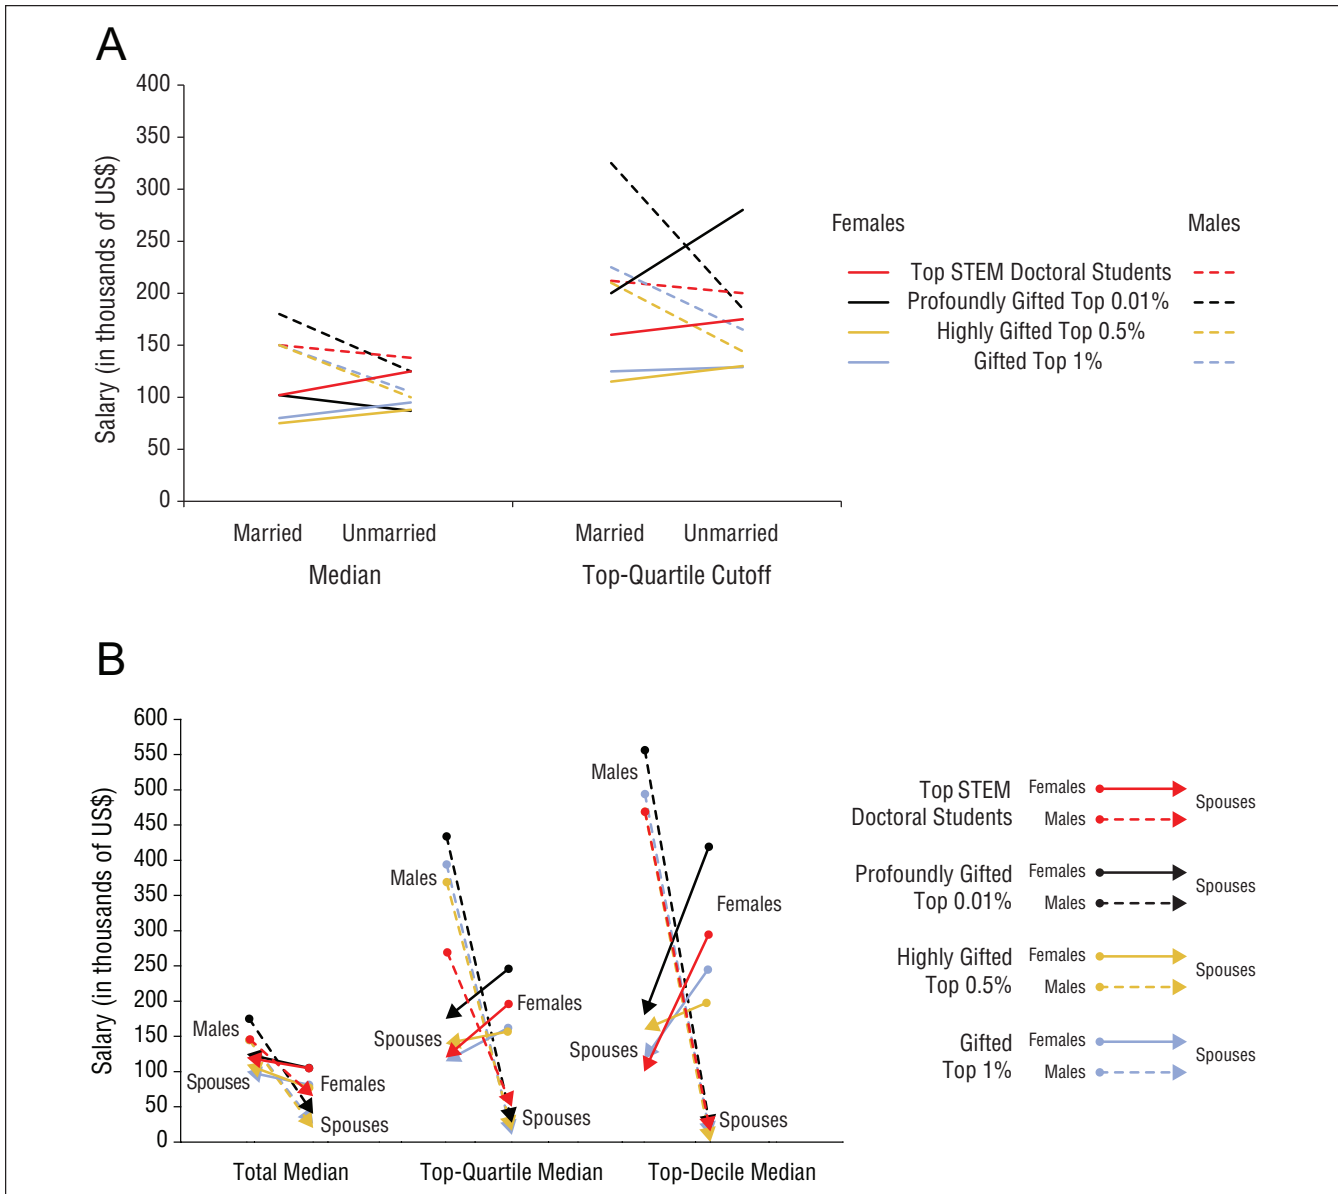 A
400
350
300
250
200
150
100
50
0
Salary (in thousands of US$)
Married Unmarried Married Unmarried
Median Top-Quartile Cutoff
Females Males
Top STEM Doctoral Students
Profoundly Gifted Top 0.01%
Highly Gifted Top 0.5%
Gifted Top 1%
B
600
550
500
450
400
350
300
250
200
150
100
50
0
Salary (in thousands of US$)
Males
Spouses
Females
Spouses
Males
Females
Spouses
Spouses
Males
Females
Spouses
Spouses
Total Median Top-Quartile Median Top-Decile Median
Top STEM Females
Doctoral Students Males
Spouses
Profoundly Gifted Females
Top 0.01% Males
Spouses
Highly Gifted Females
Top 0.5% Males
Spouses
Gifted Females
Top 1% Males
Spouses